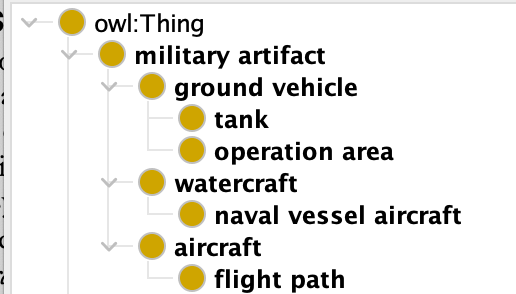 owl:Thing
military artifact
ground vehicle
tank
operation area
watercraft
naval vessel aircraft
aircraft
flight path